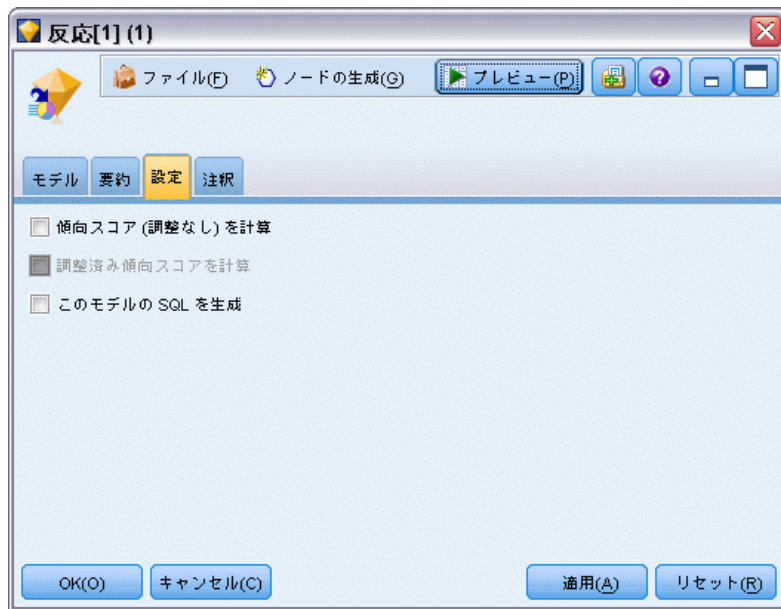 反応[1] (1)
ファイル(F) ノードの生成(G) プレビュー(P)
モデル 要約 設定 注釈
傾向スコア (調整なし) を計算
調整済み傾向スコアを計算
このモデルの SQL を生成
OK(O) キャンセル(C) 適用(A) リセット(R)